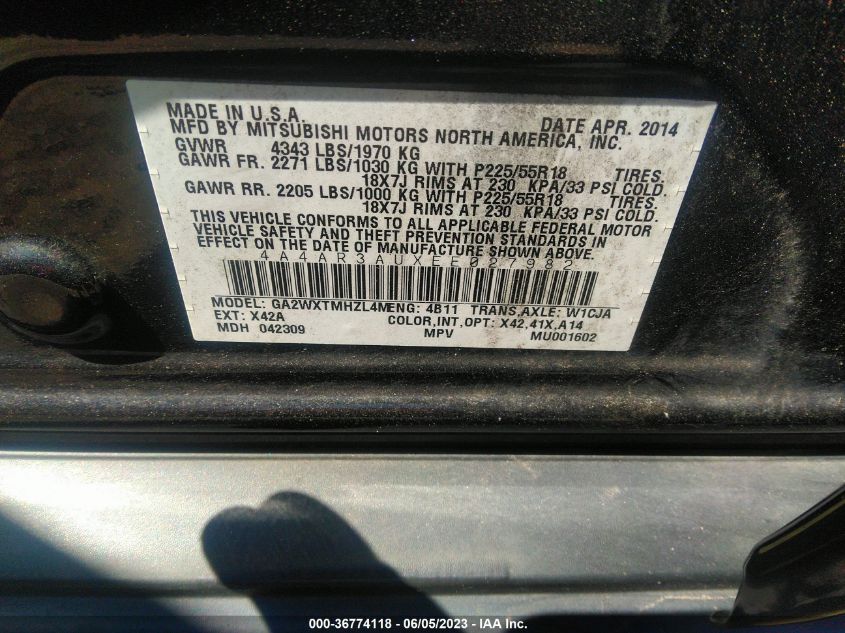 MADE IN U.S.A. DATE APR. 2014
MFD BY MITSUBISHI MOTORS NORTH AMERICA, INC.
GVWR 4343 LBS/1970 KG
GAWR FR. 2271 LBS/1030 KG WITH P225/55R18 TIRES.
18X7J RIMS AT 230 KPA/33 PSI COLD.
GAWR RR. 2205 LBS/1000 KG WITH P225/55R18 TIRES.
18X7J RIMS AT 230 KPA/33 PSI COLD.
THIS VEHICLE CONFORMS TO ALL APPLICABLE FEDERAL MOTOR
VEHICLE SAFETY AND THEFT PREVENTION STANDARDS IN
EFFECT ON THE DATE OF MANUFACTURE SHOWN ABOVE.
4A4AR3AUXEE027982
MODEL: GA2WXTMHZL4MENG: 4B11 TRANS,AXLE: W1CJA
EXT: X42A COLOR,INT,OPT: X42,41X,A14
MDH 042309 MPV MU001602
000-36774118 - 06/05/2023 - IAA Inc.